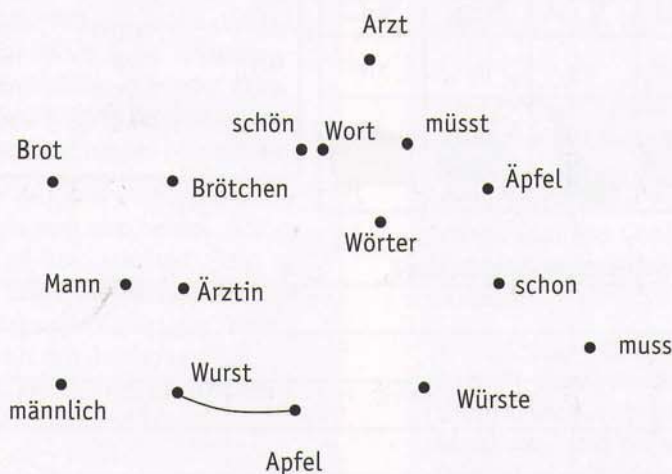 Arzt
schön
Wort
müsst
Brot
Brötchen
Äpfel
Wörter
Mann
Ärztin
schon
muss
Wurst
männlich
Würste
Apfel